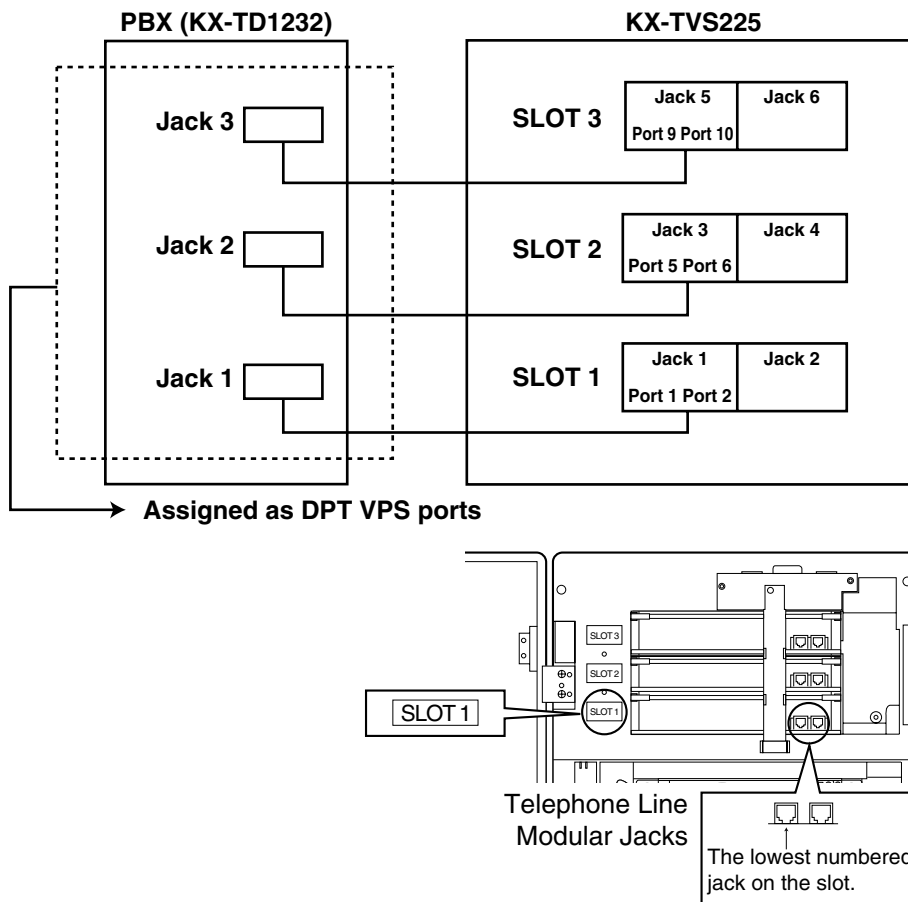 PBX (KX-TD1232)
KX-TVS225
Jack 3
SLOT 3
Jack 5
Jack 6
Port 9 Port 10
Jack 2
SLOT 2
Jack 3
Jack 4
Port 5 Port 6
Jack 1
SLOT 1
Jack 1
Jack 2
Port 1 Port 2
Assigned as DPT VPS ports
SLOT 3
SLOT 2
SLOT 1
SLOT 1
Telephone Line
Modular Jacks
The lowest numbered
jack on the slot.